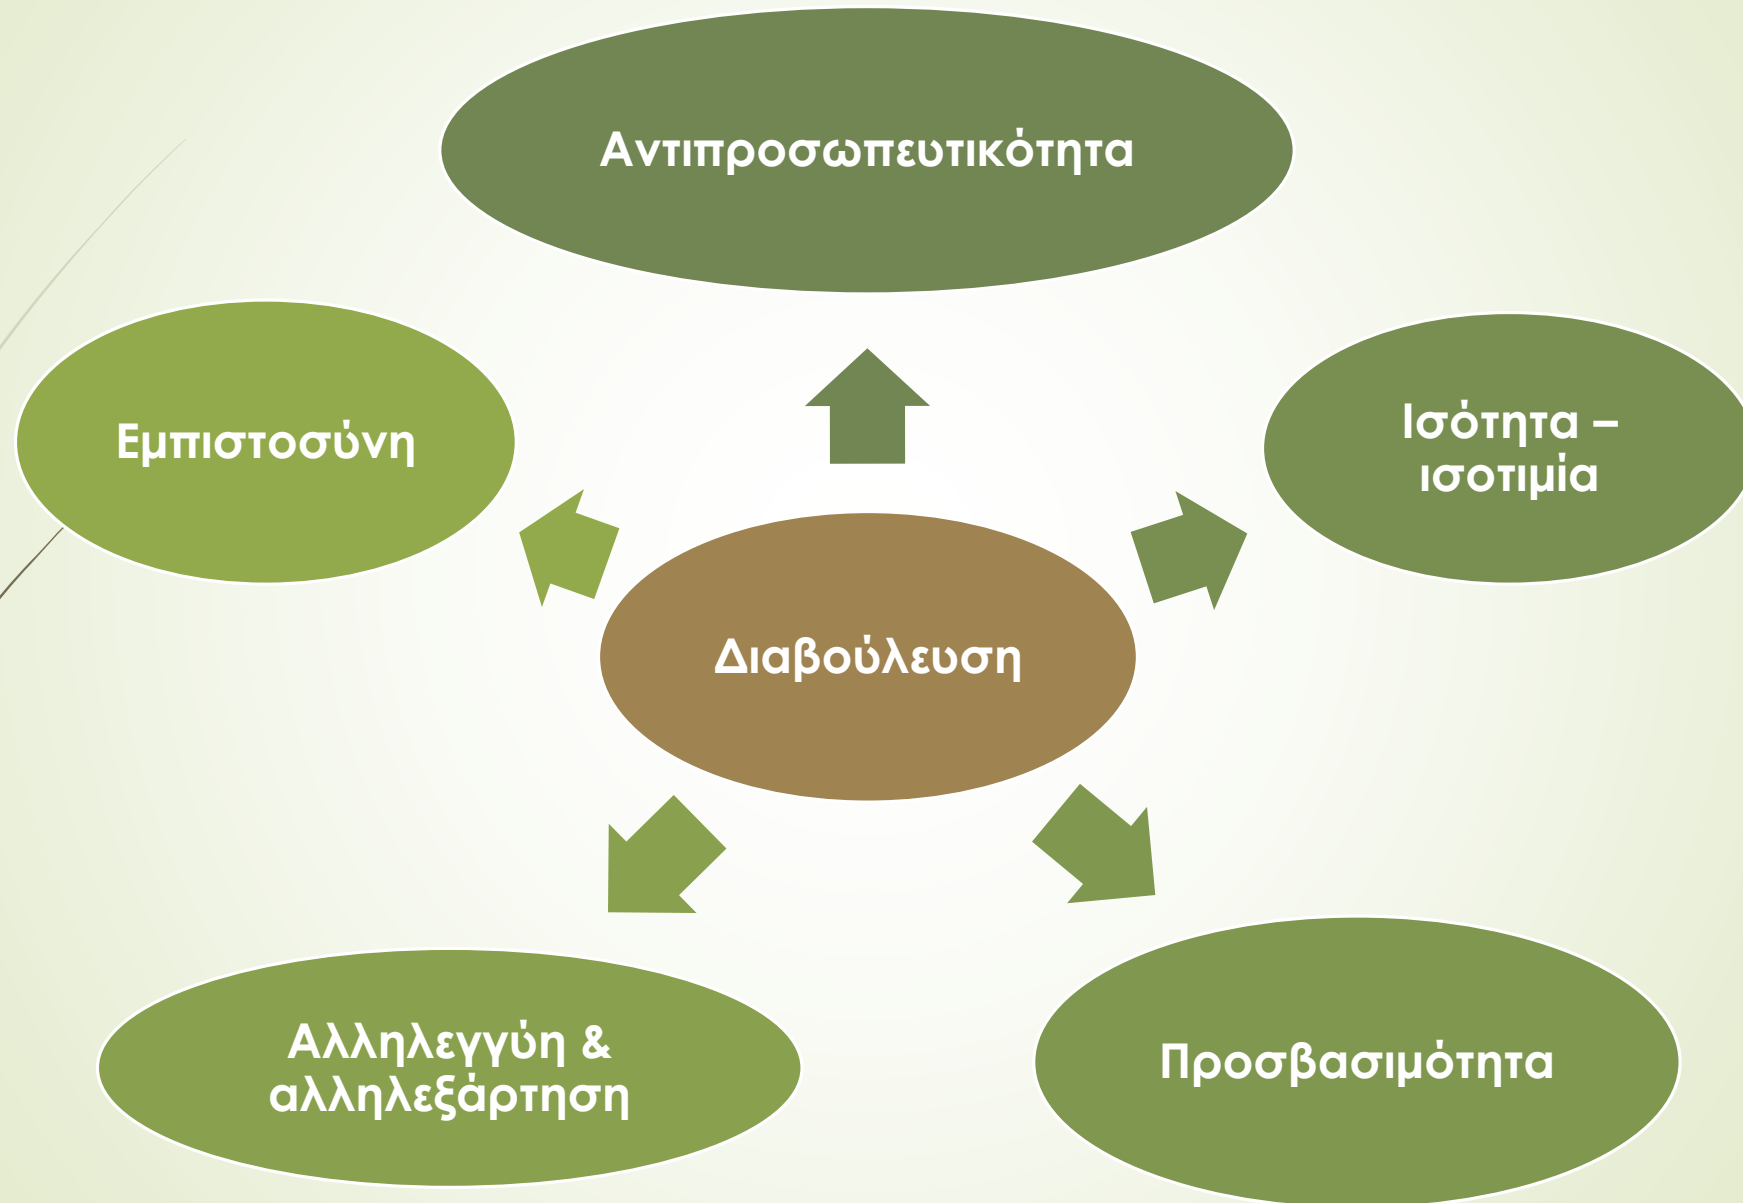 Αντιπροσωπευτικότητα
Εμπιστοσύνη
Ισότητα –
ισοτιμία
Διαβούλευση
Αλληλεγγύη &
αλληλεξάρτηση
Προσβασιμότητα